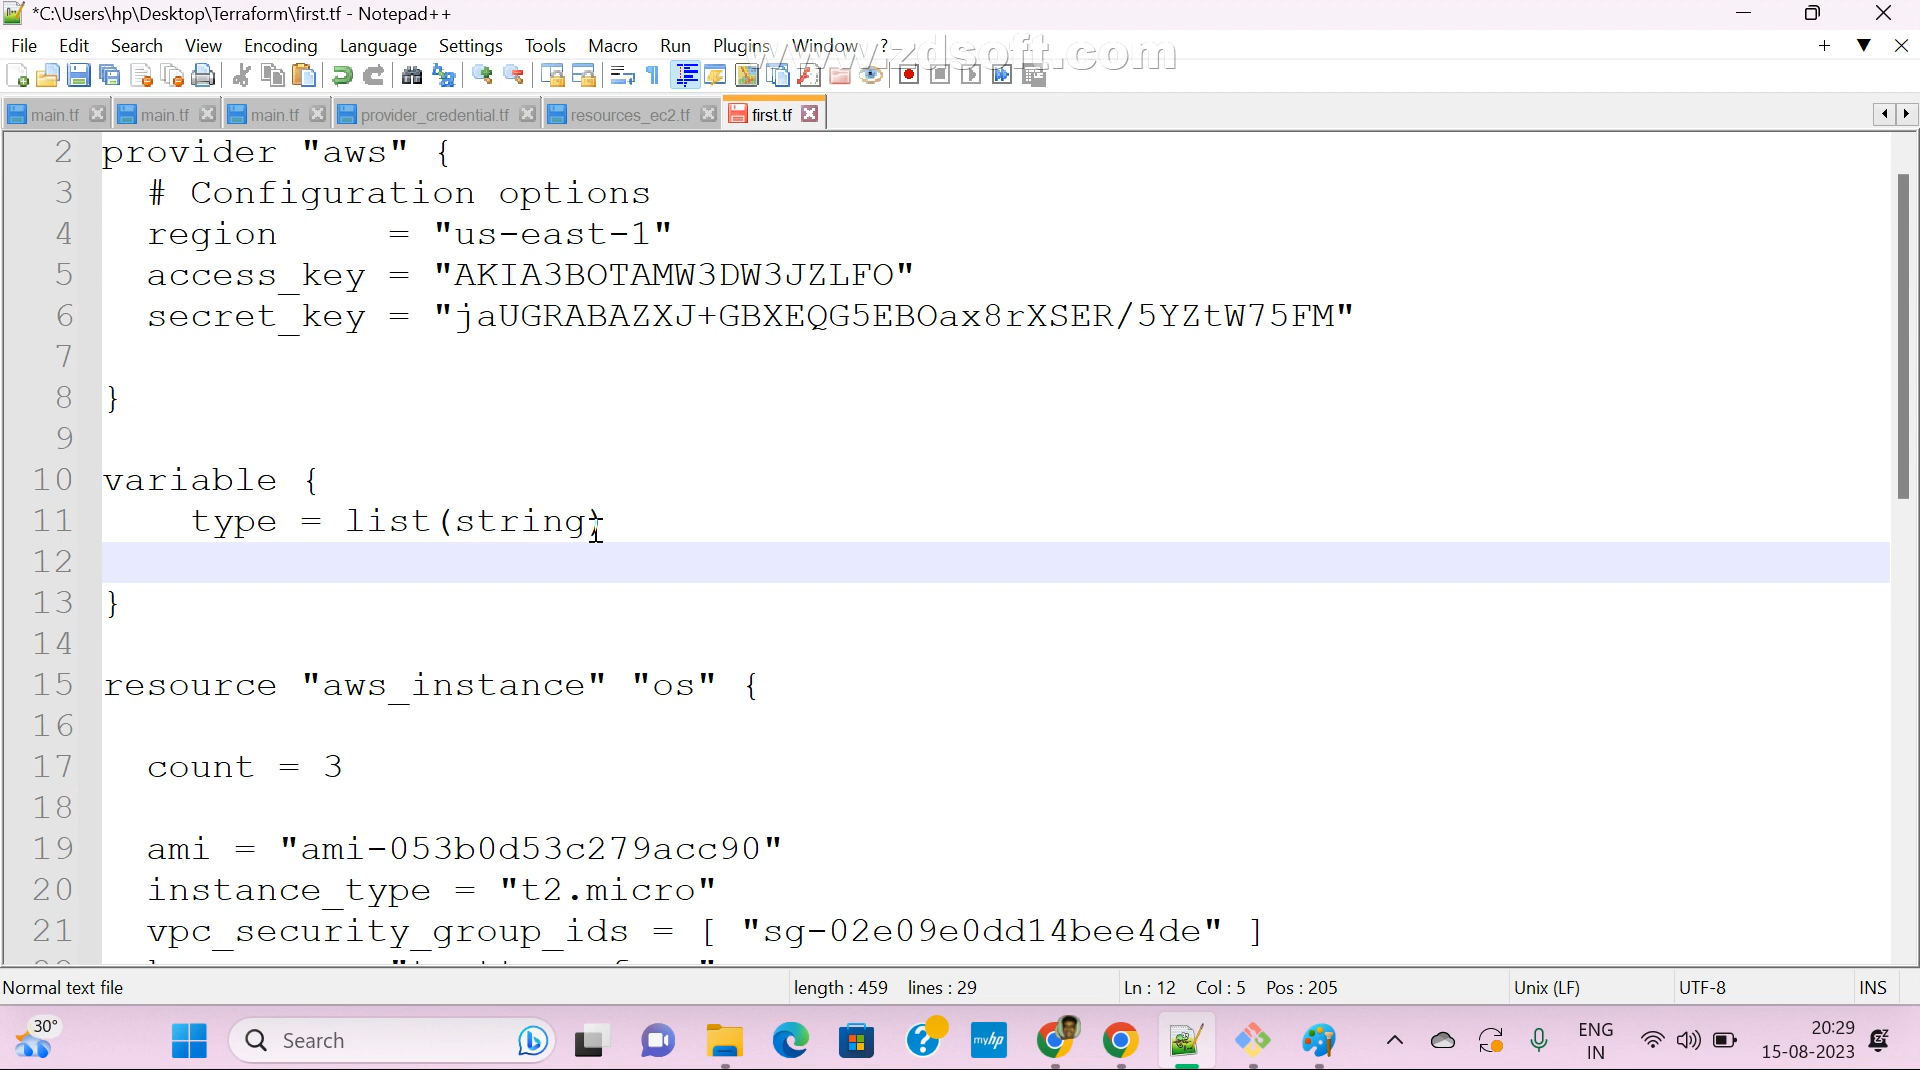 *C:\Users\hp\Desktop\Terraform\first.tf - Notepad++
File Edit Search View Encoding Language Settings Tools Macro Run Plugins Window ?
www.zdsoft.com
main.tf main.tf main.tf provider_credential.tf resources_ec2.tf first.tf
2 provider "aws" {
3 # Configuration options
4 region = "us-east-1"
5 access_key = "AKIA3BOTAMW3DW3JZLFO"
6 secret_key = "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"
7
8 }
9
10 variable {
11 type = list(string)
12
13 }
14
15 resource "aws_instance" "os" {
16
17 count = 3
18
19 ami = "ami-053b0d53c279acc90"
20 instance_type = "t2.micro"
21 vpc_security_group_ids = [ "sg-02e09e0dd14bee4de" ]
Normal text file length : 459 lines : 29 Ln : 12 Col : 5 Pos : 205 Unix (LF) UTF-8 INS
30°
Search
myhp
ENG
IN
20:29
15-08-2023